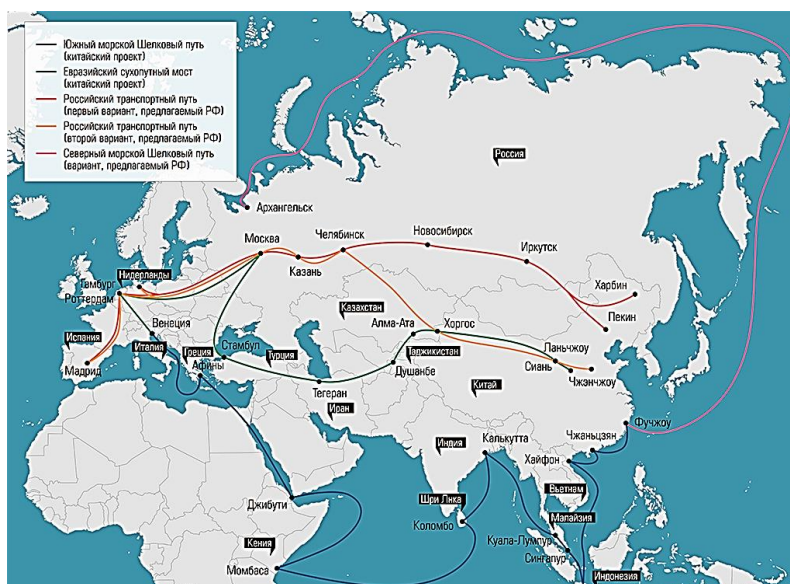 Южный морской Шелковый путь
(китайский проект)
Евразийский сухопутный мост
(китайский проект)
Российский транспортный путь
(первый вариант, предлагаемый РФ)
Российский транспортный путь
(второй вариант, предлагаемый РФ)
Северный морской Шелковый путь
(вариант, предлагаемый РФ)
Россия
Архангельск
Москва
Челябинск
Новосибирск
Казань
Иркутск
Нидерланды
Гамбург
Роттердам
Харбин
Пекин
Казахстан
Венеция
Испания
Италия
Греция
Стамбул
Турция
Алма-Ата
Хоргос
Таджикистан
Ланьчжоу
Сиань
Чжэнчжоу
Мадрид
Афины
Душанбе
Тегеран
Иран
Китай
Фучжоу
Индия
Калькутта
Чжаньцзян
Хайфон
Вьетнам
Джибути
Шри Лнка
Малайзия
Коломбо
Куала-Лумпур
Сингапур
Кения
Момбаса
Индонезия